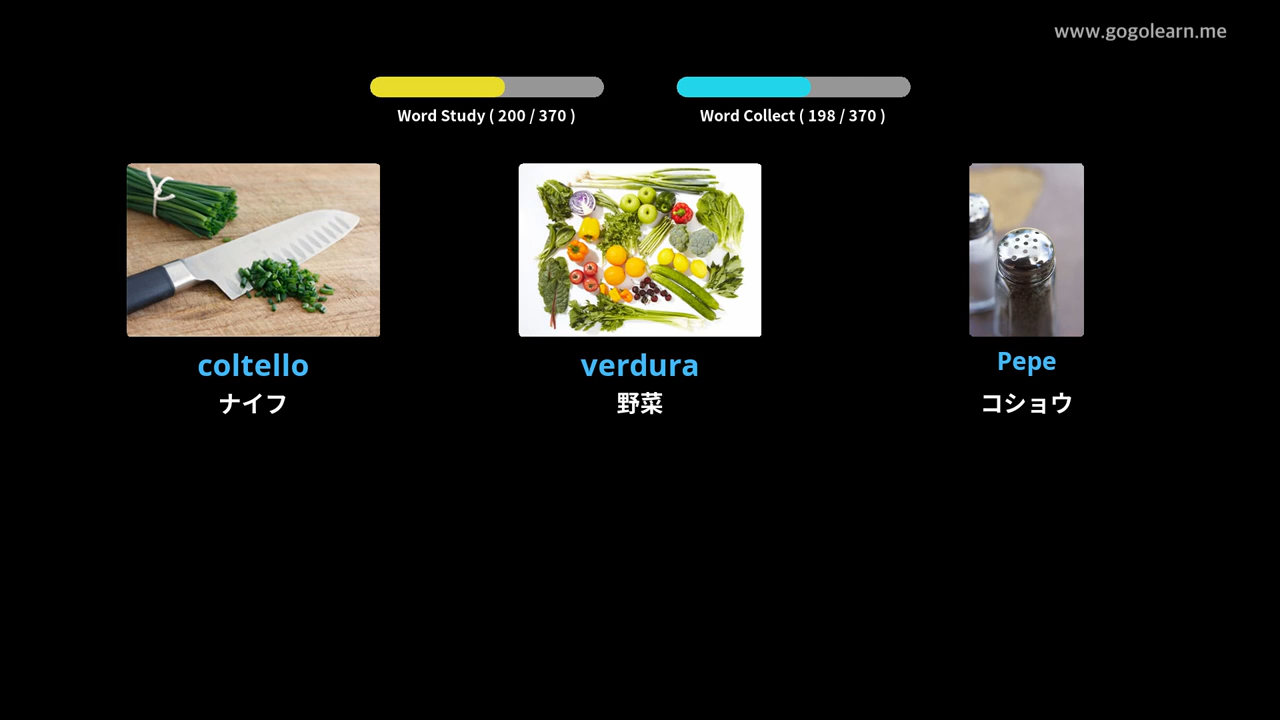 www.gogolearn.me
Word Study ( 200 / 370 )
Word Collect ( 198 / 370 )
coltello
ナイフ
verdura
野菜
Pepe
コショウ